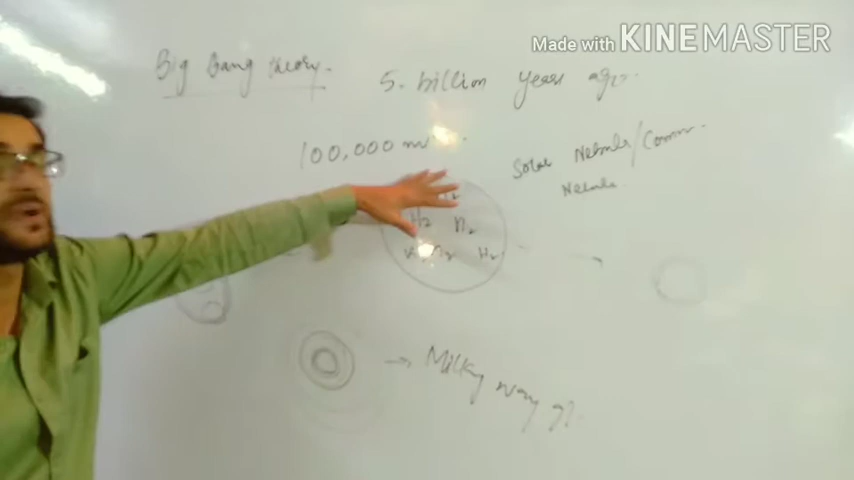 Made with KINEMASTER
Big Bang theory.
5. billion years ago.
100,000 m
Solar Nebula/Comm.
Nebula
H2 n2
H2
Milky way